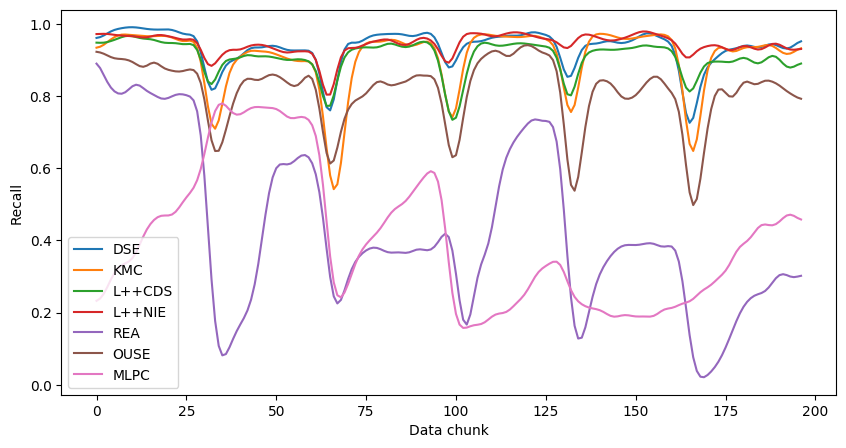 1.0
0.8
0.6
0.4
0.2
0.0
Recall
DSE
KMC
L++CDS
L++NIE
REA
OUSE
MLPC
0 25 50 75 100 125 150 175 200
Data chunk